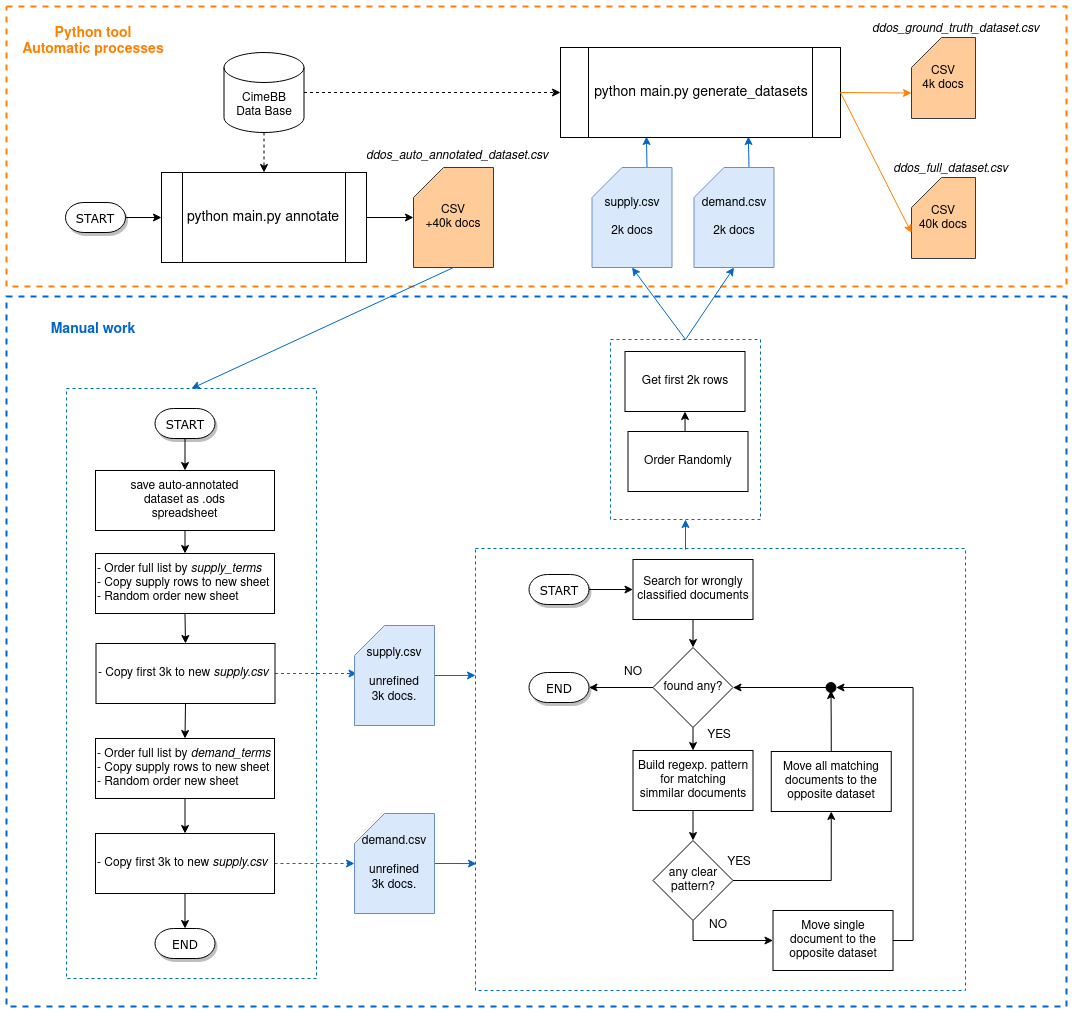 Python tool
Automatic processes
CimeBB
Data Base
START
python main.py annotate
ddos_auto_annotated_dataset.csv
CSV
+40k docs
python main.py generate_datasets
supply.csv
2k docs
demand.csv
2k docs
ddos_ground_truth_dataset.csv
CSV
4k docs
ddos_full_dataset.csv
CSV
40k docs
Manual work
START
save auto-annotated
dataset as .ods
spreadsheet
- Order full list by supply_terms
- Copy supply rows to new sheet
- Random order new sheet
- Copy first 3k to new supply.csv
- Order full list by demand_terms
- Copy supply rows to new sheet
- Random order new sheet
- Copy first 3k to new supply.csv
END
supply.csv
unrefined
3k docs.
demand.csv
unrefined
3k docs.
Get first 2k rows
Order Randomly
START
Search for wrongly
classified documents
found any?
NO
END
YES
Build regexp. pattern
for matching
simmilar documents
any clear
pattern?
YES
Move all matching
documents to the
opposite dataset
NO
Move single
document to the
opposite dataset